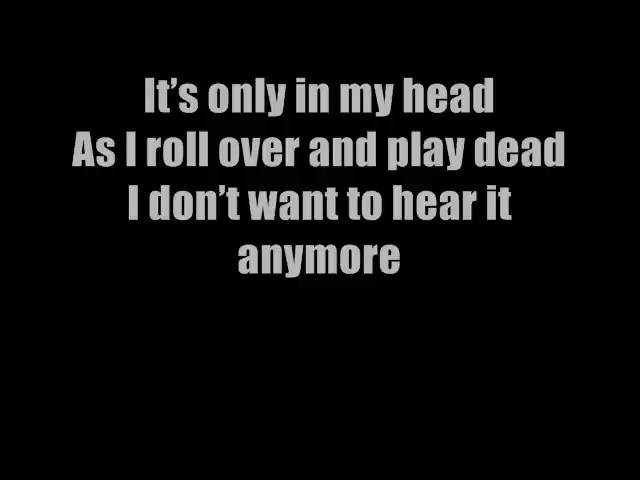 It’s only in my head
As I roll over and play dead
I don’t want to hear it
anymore